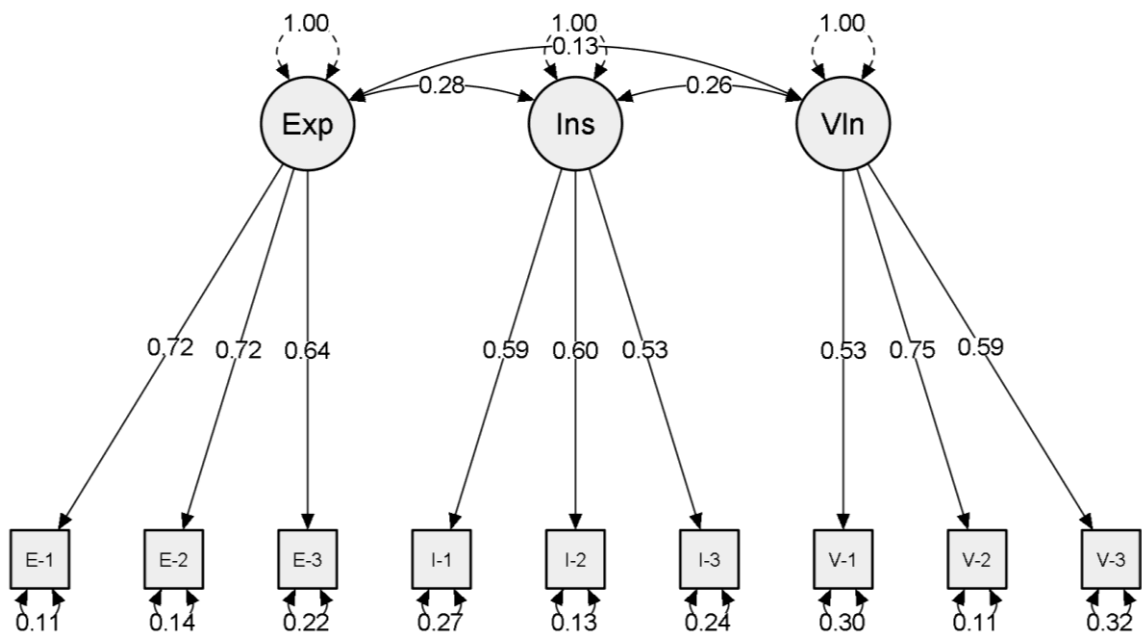 1.00 1.00 1.00
0.13
0.28 0.26
Exp Ins Vln
0.72 0.72 0.64 0.59 0.60 0.53 0.53 0.75 0.59
E-1 E-2 E-3 I-1 I-2 I-3 V-1 V-2 V-3
0.11 0.14 0.22 0.27 0.13 0.24 0.30 0.11 0.32